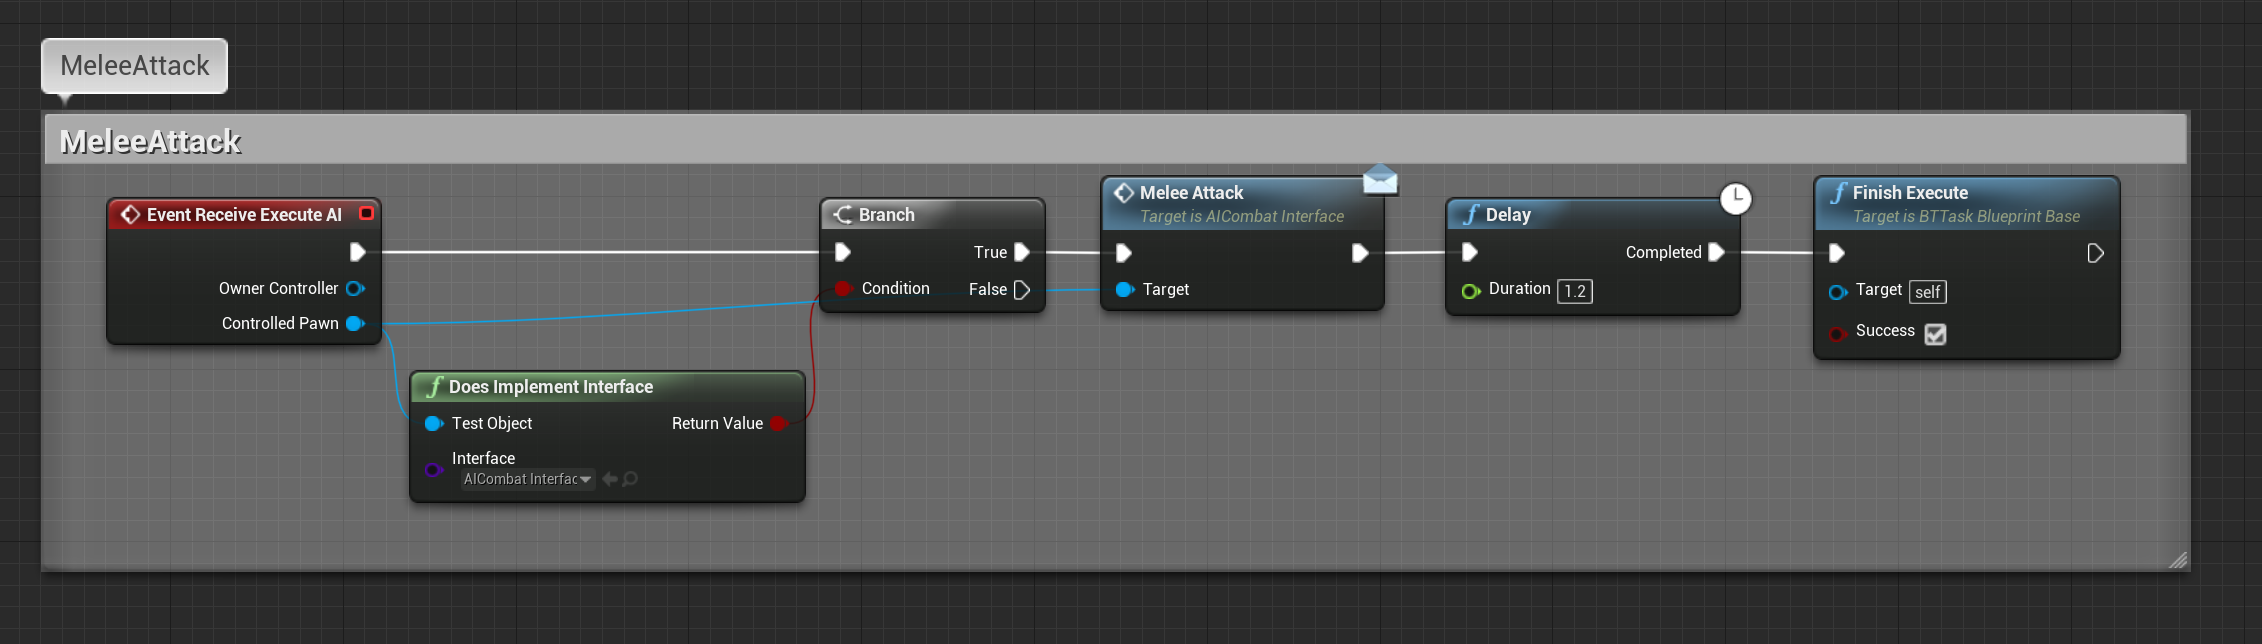 MeleeAttack
MeleeAttack
Event Receive Execute AI
Owner Controller
Controlled Pawn
Does Implement Interface
Test Object
Return Value
Interface
AICombat Interfac
Branch
True
Condition
False
Melee Attack
Target is AICombat Interface
Target
Delay
Completed
Duration 1.2
Finish Execute
Target is BTTask Blueprint Base
Target self
Success